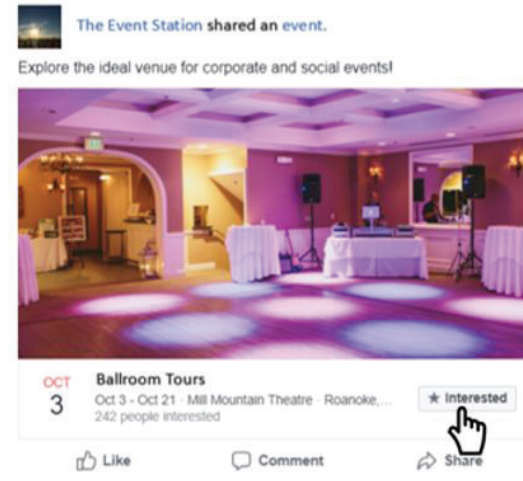 The Event Station shared an event.
Explore the ideal venue for corporate and social events!
OCT
3
Ballroom Tours
Oct 3 - Oct 21 · Mill Mountain Theatre · Roanoke,...
242 people interested
★ Interested
Like
Comment
Share